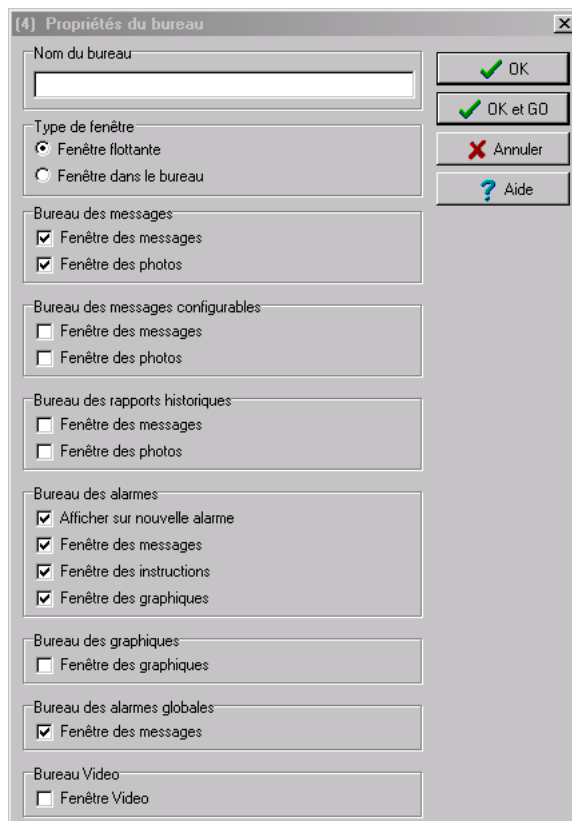 (4) Propriétés du bureau
Nom du bureau
OK
OK et GO
Annuler
Aide
Type de fenêtre
Fenêtre flottante
Fenêtre dans le bureau
Bureau des messages
Fenêtre des messages
Fenêtre des photos
Bureau des messages configurables
Fenêtre des messages
Fenêtre des photos
Bureau des rapports historiques
Fenêtre des messages
Fenêtre des photos
Bureau des alarmes
Afficher sur nouvelle alarme
Fenêtre des messages
Fenêtre des instructions
Fenêtre des graphiques
Bureau des graphiques
Fenêtre des graphiques
Bureau des alarmes globales
Fenêtre des messages
Bureau Video
Fenêtre Video